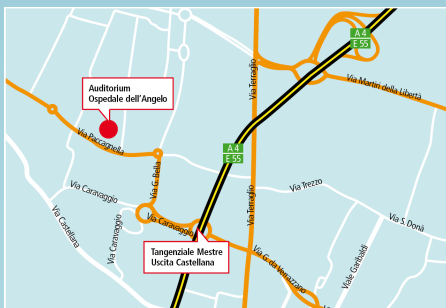 A 4
E 55
Via Terraglio
Via Martiri della Libertà
Auditorium
Ospedale dell'Angelo
Via Paccagnella
A 4
E 55
Via G. Bella
Via Trezzo
Via Caravaggio
Via Castellana
Via Caravaggio
Via Caravaggio
Via Terraglio
Via S. Donà
Tangenziale Mestre
Uscita Castellana
Via G. da Verrazzano
Viale Garibaldi